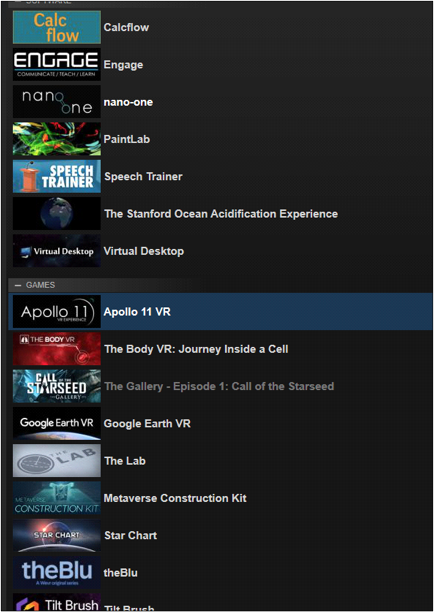 SOFTWARE
Calc
flow
Calcflow
ENGAGE
COMMUNICATE / TEACH / LEARN
Engage
nano
one
nano-one
PaintLab
SPEECH
TRAINER
Speech Trainer
The Stanford Ocean Acidification Experience
Virtual Desktop
Virtual Desktop
GAMES
Apollo 11
VR EXPERIENCE
Apollo 11 VR
THE BODY VR
The Body VR: Journey Inside a Cell
CALL
OF THE
STARSEED
GALLERY
The Gallery - Episode 1: Call of the Starseed
Google Earth VR
Google Earth VR
THE
LAB
The Lab
METAVERSE
CONSTRUCTION KIT
Metaverse Construction Kit
STAR CHART
Star Chart
theBlu
A Wevr original series
theBlu
Tilt Brush
Tilt Brush